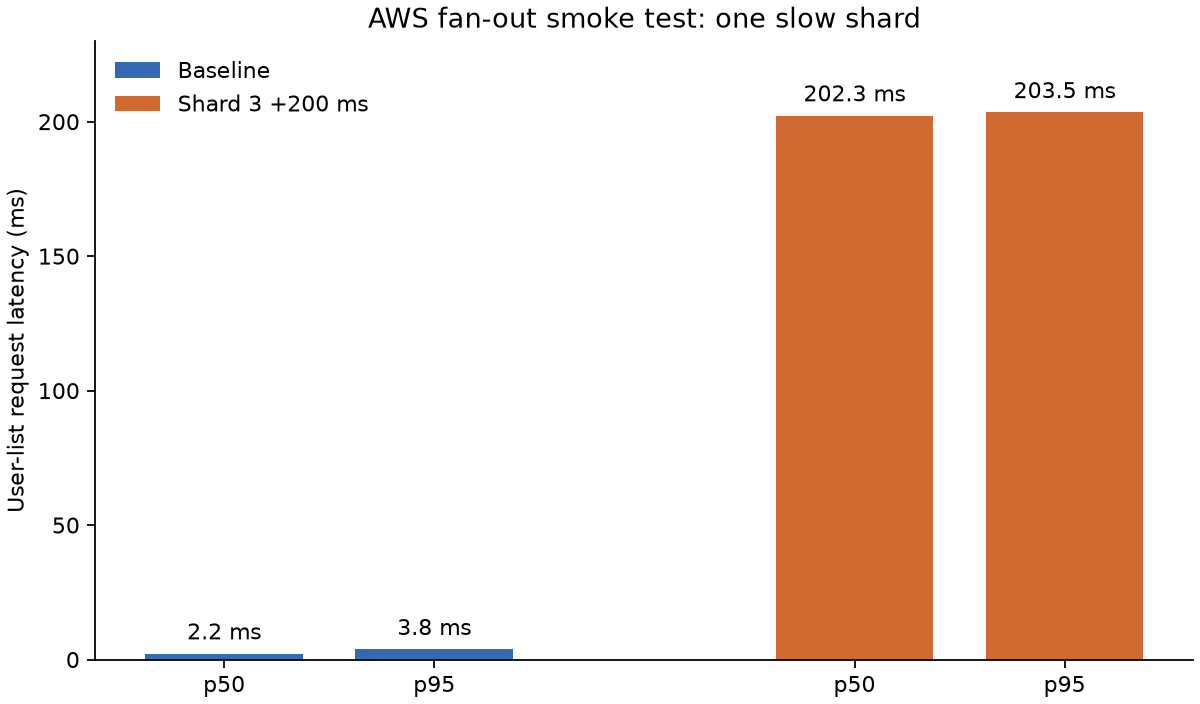 AWS fan-out smoke test: one slow shard
Baseline
Shard 3 +200 ms
User-list request latency (ms)
200
150
100
50
0
2.2 ms
3.8 ms
202.3 ms
203.5 ms
p50
p95
p50
p95